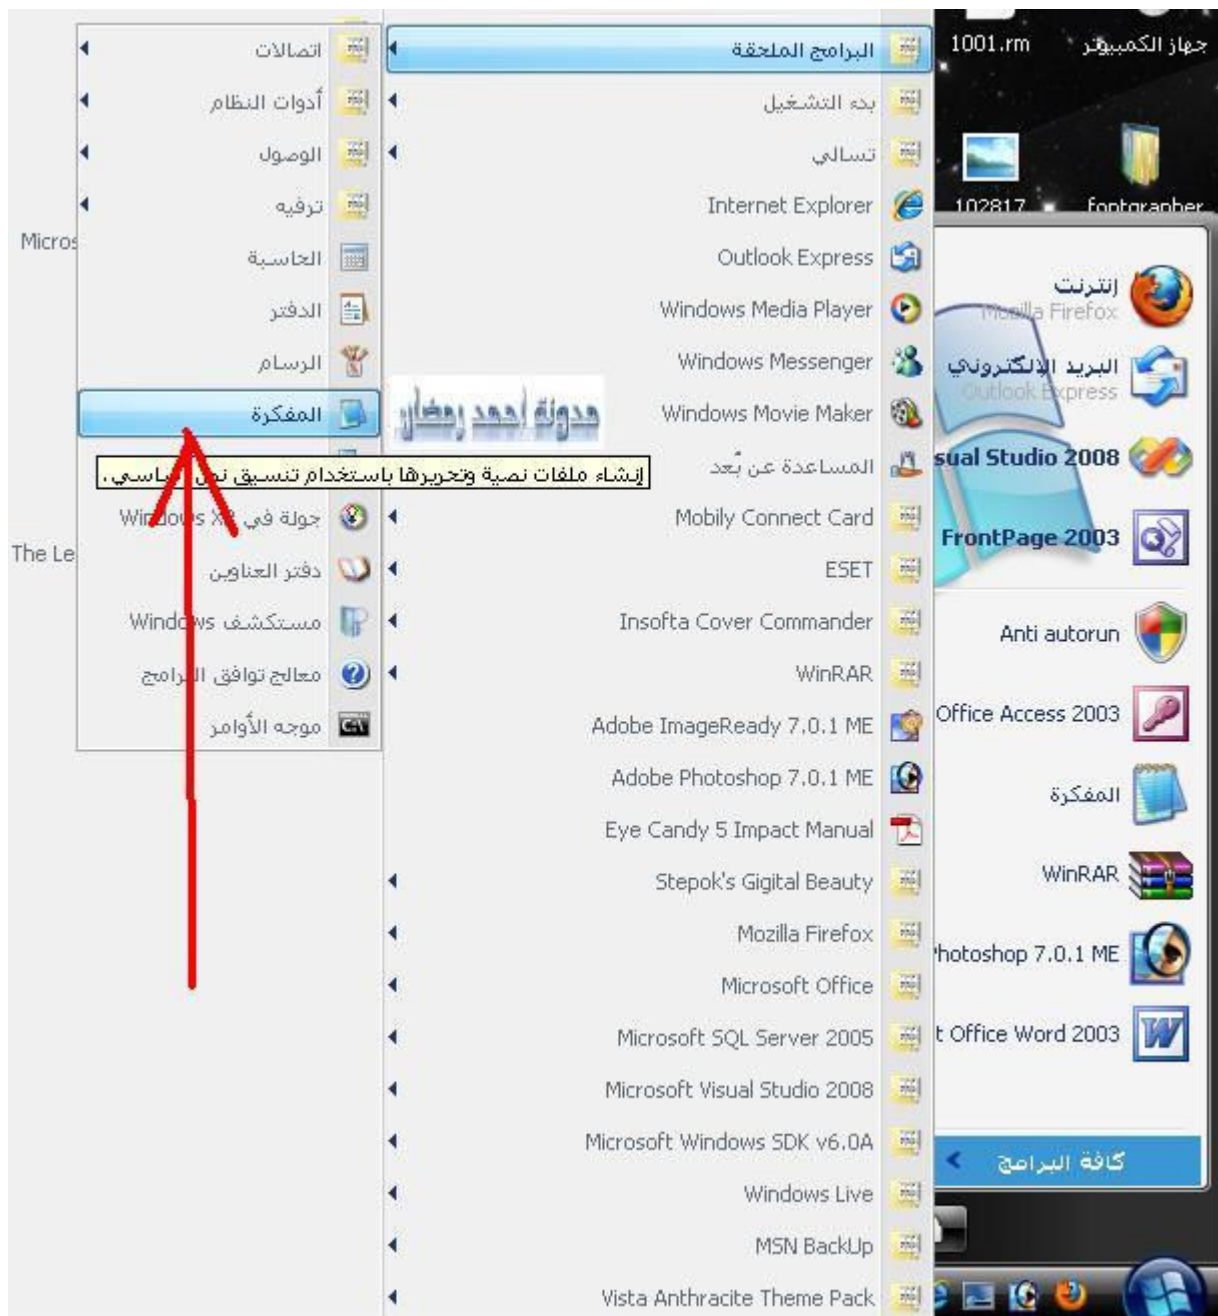 جهاز الكمبيوتر
1001.rm
fontgrapher
102817
إنترنت
Mozilla Firefox
البريد الإلكتروني
Outlook Express
sual Studio 2008
FrontPage 2003
Anti autorun
Office Access 2003
المفكرة
WinRAR
hotoshop 7.0.1 ME
t Office Word 2003
كافة البرامج
البرامج الملحقة
بدء التشغيل
تسالي
Internet Explorer
Outlook Express
Windows Media Player
Windows Messenger
Windows Movie Maker
المساعدة عن بُعد
Mobily Connect Card
ESET
Insofta Cover Commander
WinRAR
Adobe ImageReady 7.0.1 ME
Adobe Photoshop 7.0.1 ME
Eye Candy 5 Impact Manual
Stepok's Gigital Beauty
Mozilla Firefox
Microsoft Office
Microsoft SQL Server 2005
Microsoft Visual Studio 2008
Microsoft Windows SDK v6.0A
Windows Live
MSN BackUp
Vista Anthracite Theme Pack
مدونة احمد رمضان
اتصالات
أدوات النظام
الوصول
ترفيه
الحاسبة
الدفتر
الرسام
المفكرة
إنشاء ملفات نصية وتحريرها باستخدام تنسيق نص أساسي.
جولة في Windows XP
دفتر العناوين
مستكشف Windows
معالج توافق البرامج
موجه الأوامر
Micros
The Le